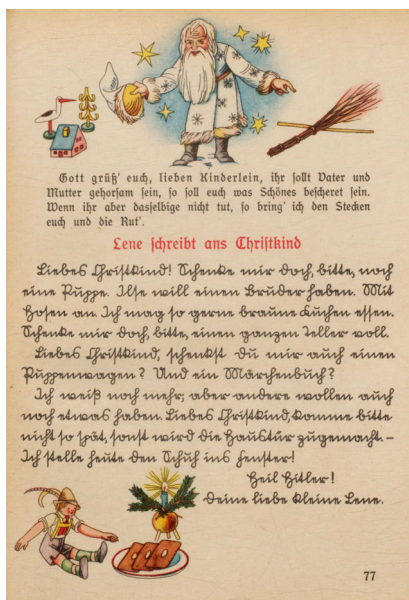 Gott grüß' euch, lieben Kinderlein, ihr sollt Vater und
Mutter gehorsam sein, so soll euch was Schönes bescheret sein.
Wenn ihr aber dasselbige nicht tut, so bring' ich den Stecken
euch und die Rut'.
Lene schreibt ans Christkind
Liebes Christkind! Schenke mir doch, bitte, noch
eine Puppe. Ilse will einen Bruder haben. Mit
Hosen an. Ich mag so gerne braune Kuchen essen.
Schenke mir doch, bitte, einen ganzen Teller voll.
Liebes Christkind, schenkst du mir auch einen
Puppenwagen? Und ein Märchenbuch?
Ich weiß noch mehr, aber andere wollen auch
noch etwas haben. Liebes Christkind, komme bitte
nicht so spät, sonst wird die Haustür zugemacht. –
Ich stelle heute den Schuh ins Fenster!
Heil Hitler!
Deine liebe kleine Lene.
77